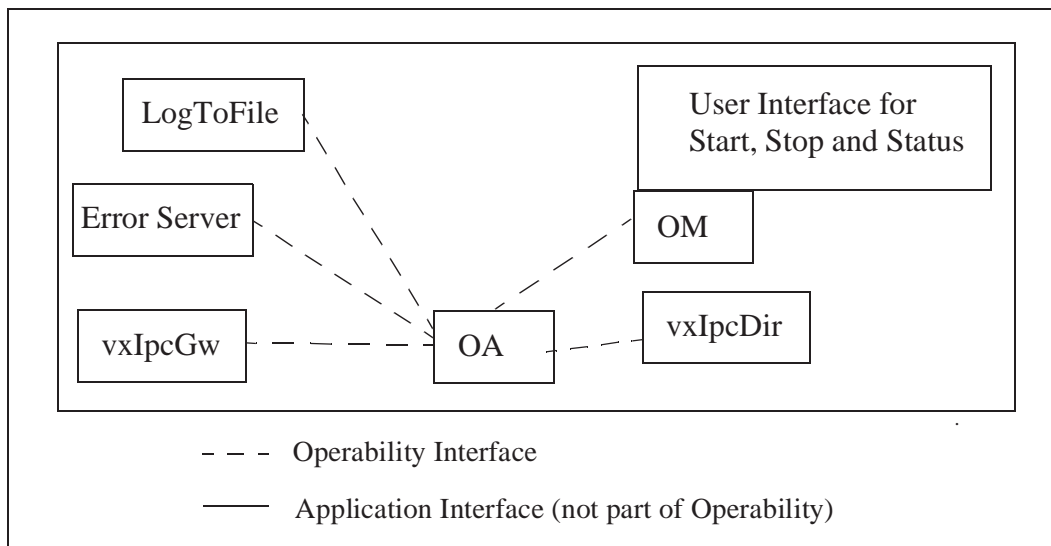 LogToFile
User Interface for
Start, Stop and Status
Error Server
OM
vxIpcGw
OA
vxIpcDir
Operability Interface
Application Interface (not part of Operability)